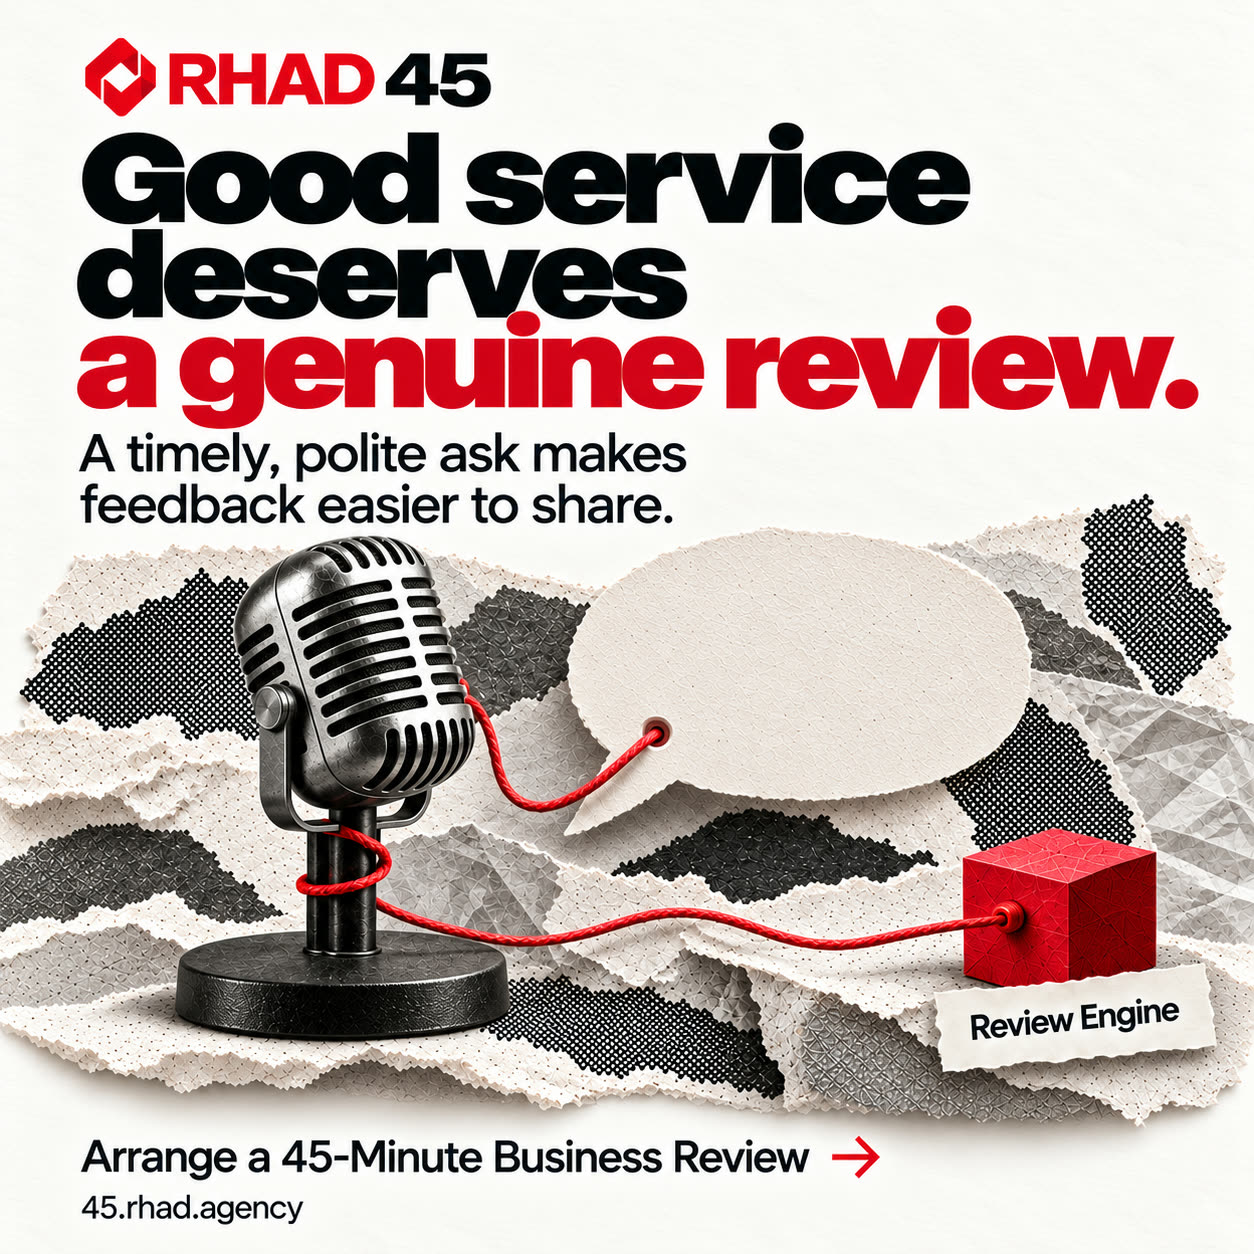 RHAD 45
Good service
deserves
a genuine review.
A timely, polite ask makes
feedback easier to share.
Review Engine
Arrange a 45-Minute Business Review →
45.rhad.agency